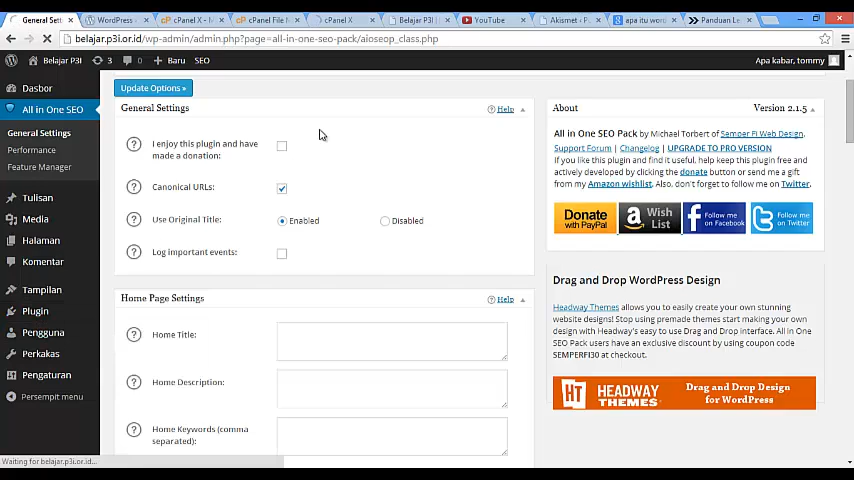 General Settings
WordPress
cPanel X - M
cPanel File M
cPanel X
Belajar P3I
YouTube
Akismet
apa itu wor
Panduan L
belajar.p3i.or.id/wp-admin/admin.php?page=all-in-one-seo-pack/aioseop_class.php
Belajar P3I 3 0 + Baru SEO Apa kabar, tommy
Dasbor
All in One SEO
General Settings
Performance
Feature Manager
Tulisan
Media
Halaman
Komentar
Tampilan
Plugin
Pengguna
Perkakas
Pengaturan
Persempit menu
Update Options »
General Settings Help
I enjoy this plugin and have
made a donation:
Canonical URLs:
Use Original Title: Enabled Disabled
Log important events:
Home Page Settings Help
Home Title:
Home Description:
Home Keywords (comma
separated):
About Version 2.1.5
All in One SEO Pack by Michael Torbert of Semper Fi Web Design.
Support Forum | Changelog | UPGRADE TO PRO VERSION
If you like this plugin and find it useful, help keep this plugin free and
actively developed by clicking the donate button or send me a gift
from my Amazon wishlist. Also, don't forget to follow me on Twitter.
Donate
with PayPal
Wish
List
Follow me
on Facebook
Follow me
on Twitter
Drag and Drop WordPress Design
Headway Themes allows you to easily create your own stunning
website designs! Stop using premade themes start making your own
design with Headway's easy to use Drag and Drop interface. All in One
SEO Pack users have an exclusive discount by using coupon code
SEMPERFI30 at checkout.
HT HEADWAY
THEMES
Drag and Drop Design
for WordPress
Waiting for belajar.p3i.or.id...